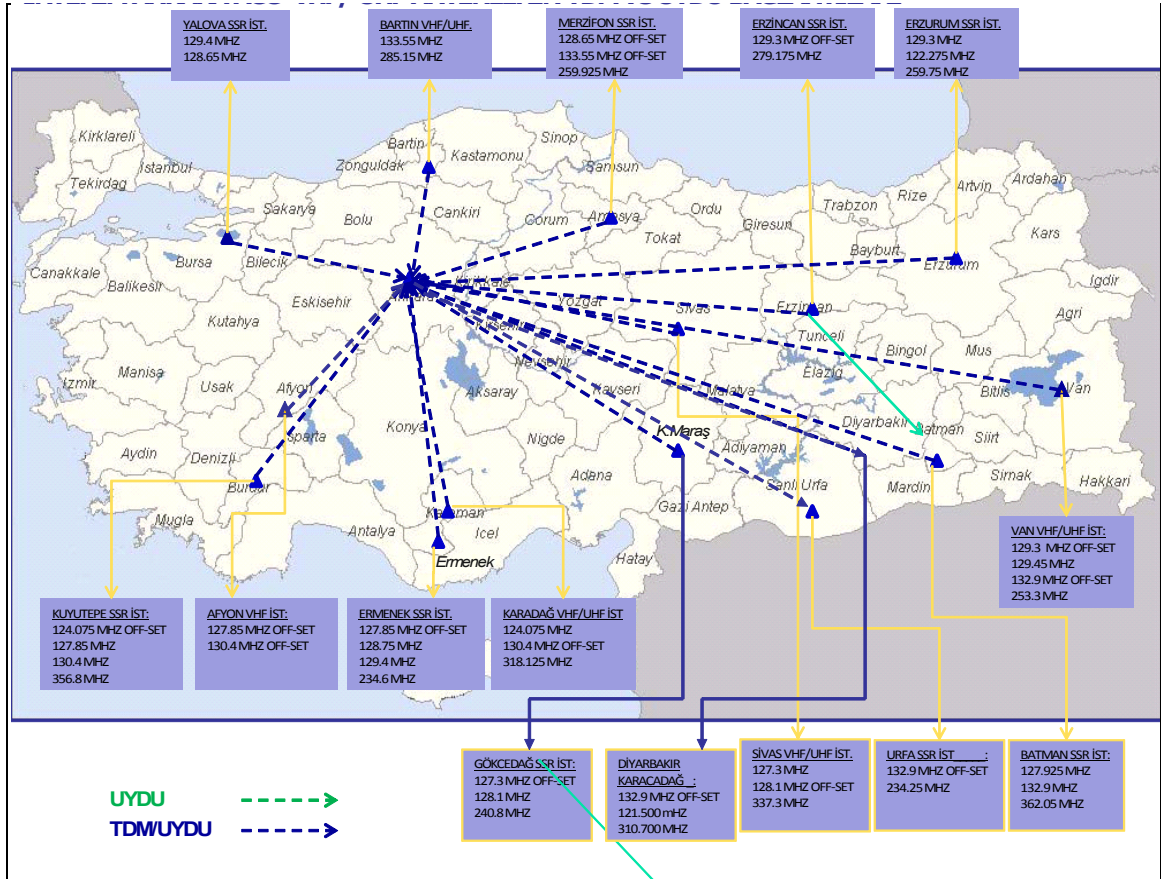 YALOVA SSR İST.
129.4 MHZ
128.65 MHZ
BARTIN VHF/UHF.
133.55 MHZ
285.15 MHZ
MERZİFON SSR İST.
128.65 MHZ OFF-SET
133.55 MHZ OFF-SET
259.925 MHZ
ERZİNCAN SSR İST.
129.3 MHZ OFF-SET
279.175 MHZ
ERZURUM SSR İST.
129.3 MHZ
122.275 MHZ
259.75 MHZ
Kirklareli
Istanbul
Tekirdag
Bartin
Zonguldak
Kastamonu
Sinop
Samsun
Sakarya
Bolu
Cankiri
Corum
Amasya
Ordu
Giresun
Trabzon
Rize
Artvin
Ardahan
Kars
Tokat
Bayburt
Erzurum
Igdir
Agri
Canakkale
Balikesir
Bursa
Bilecik
Eskisehir
Ankara
Kirikkale
Yozgat
Sivas
Erzincan
Tunceli
Bingol
Mus
Kutahya
Kirsehir
Nevsehir
Kayseri
Malatya
Elazig
Bitlis
Van
Izmir
Manisa
Usak
Afyon
Aksaray
Diyarbakir
Batman
Siirt
Aydin
Denizli
Isparta
Konya
Nigde
K.Maraş
Adiyaman
Mardin
Sirnak
Hakkari
Burdur
Mugla
Antalya
Karaman
Icel
Adana
Gazi Antep
Sanli Urfa
Hatay
Ermenek
VAN VHF/UHF İST:
129.3 MHZ OFF-SET
129.45 MHZ
132.9 MHZ OFF-SET
253.3 MHZ
KUYUTEPE SSR İST:
124.075 MHZ OFF-SET
127.85 MHZ
130.4 MHZ
356.8 MHZ
AFYON VHF İST:
127.85 MHZ OFF-SET
130.4 MHZ OFF-SET
ERMENEK SSR İST.
127.85 MHZ OFF-SET
128.75 MHZ
129.4 MHZ
234.6 MHZ
KARADAĞ VHF/UHF İST
124.075 MHZ
130.4 MHZ OFF-SET
318.125 MHZ
GÖKCEDAĞ SSR İST:
127.3 MHZ OFF-SET
128.1 MHZ
240.8 MHZ
DİYARBAKIR
KARACADAĞ_:
132.9 MHZ OFF-SET
121.500 mHZ
310.700 MHZ
SİVAS VHF/UHF İST.
127.3 MHZ
128.1 MHZ OFF-SET
337.3 MHZ
URFA SSR İST_____:
132.9 MHZ OFF-SET
234.25 MHZ
BATMAN SSR İST:
127.925 MHZ
132.9 MHZ
362.05 MHZ
UYDU
TDM/UYDU